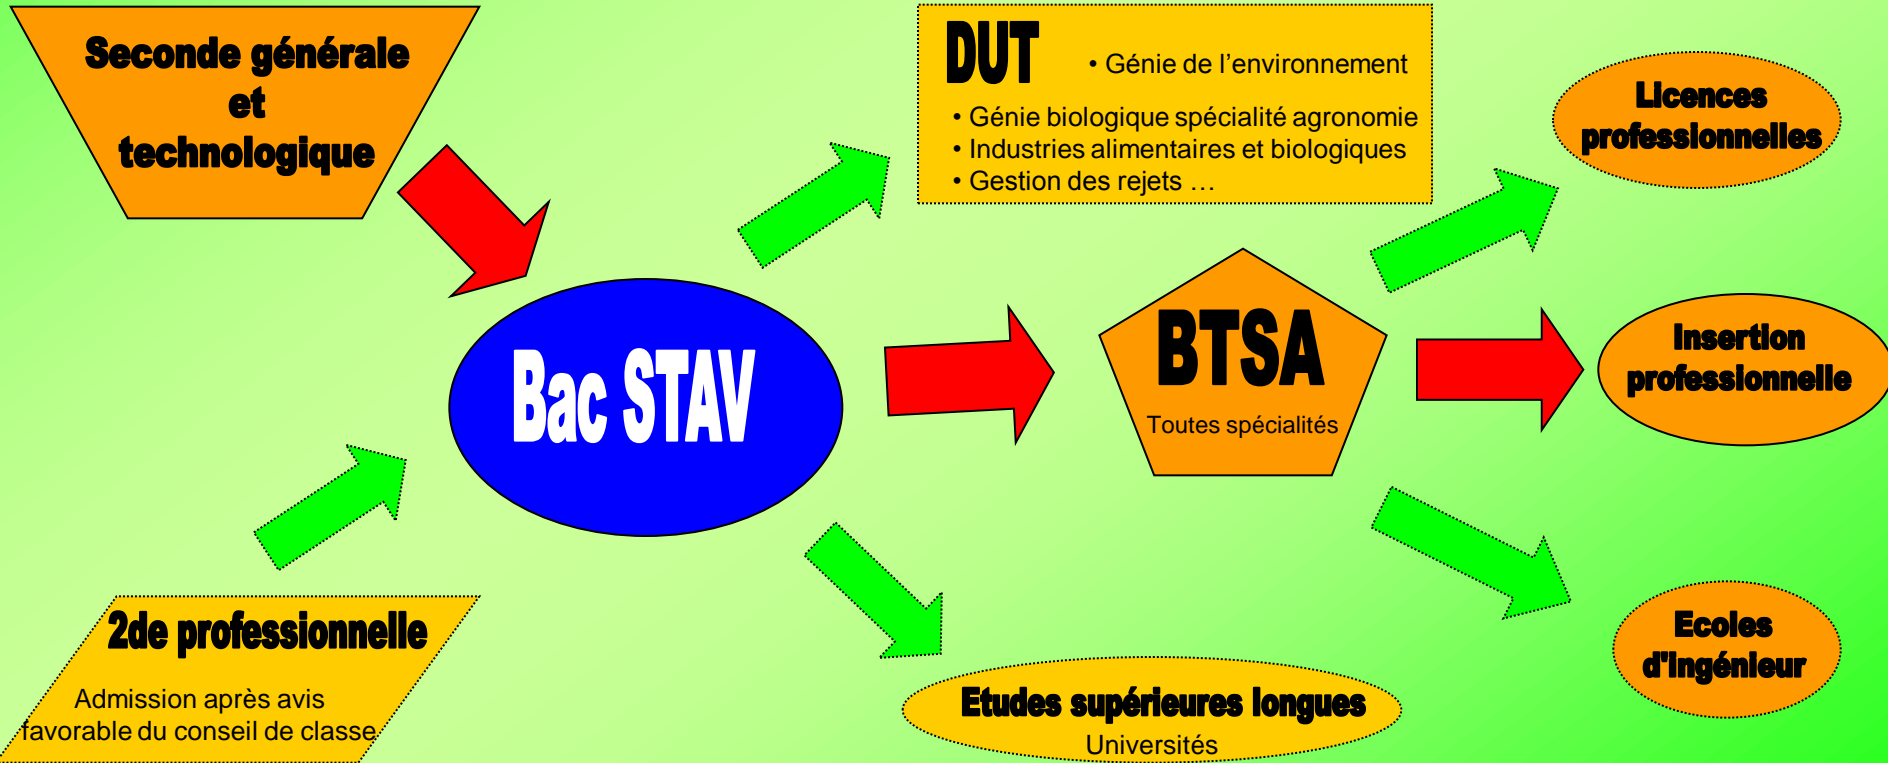 Seconde générale
et
technologique
DUT
• Génie de l'environnement
• Génie biologique spécialité agronomie
• Industries alimentaires et biologiques
• Gestion des rejets …
Licences
professionnelles
Bac STAV
BTSA
Toutes spécialités
Insertion
professionnelle
2de professionnelle
Admission après avis
favorable du conseil de classe
Etudes supérieures longues
Universités
Ecoles
d'ingénieur